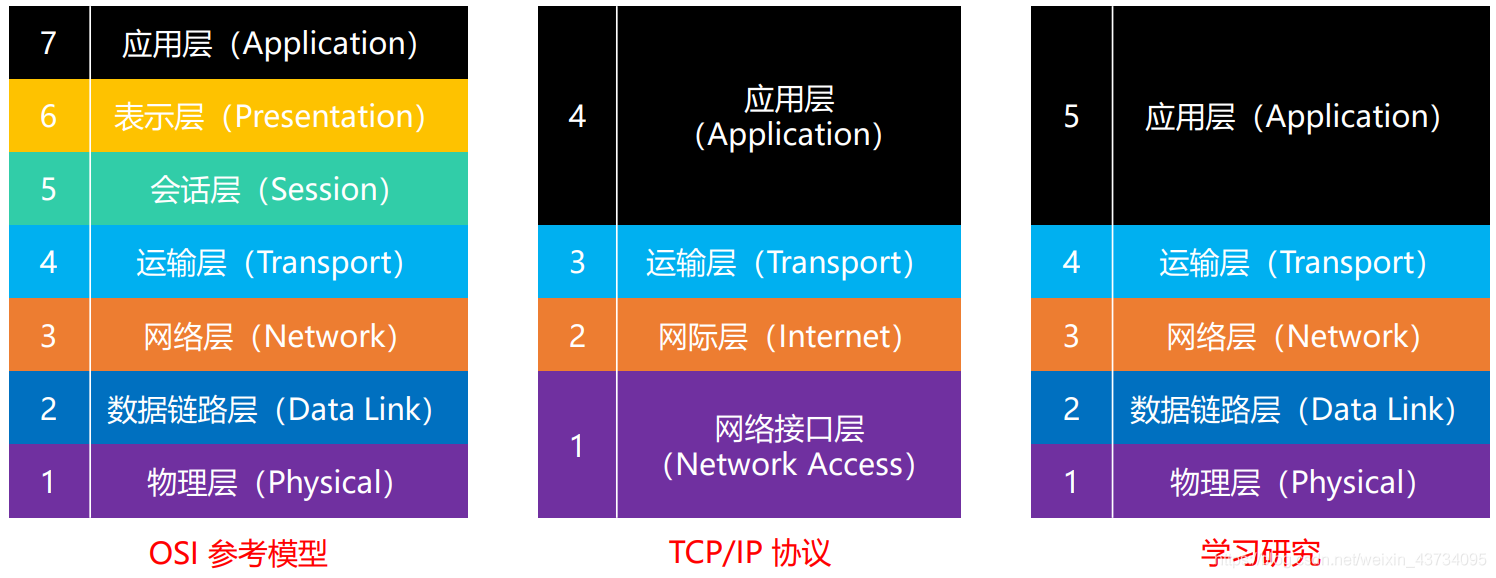 7 应用层（Application）
6 表示层（Presentation）
5 会话层（Session）
4 运输层（Transport）
3 网络层（Network）
2 数据链路层（Data Link）
1 物理层（Physical）
OSI 参考模型
4 应用层
（Application）
3 运输层（Transport）
2 网际层（Internet）
1 网络接口层
（Network Access）
TCP/IP 协议
5 应用层（Application）
4 运输层（Transport）
3 网络层（Network）
2 数据链路层（Data Link）
1 物理层（Physical）
学习研究
https://blog.csdn.net/weixin_43734095